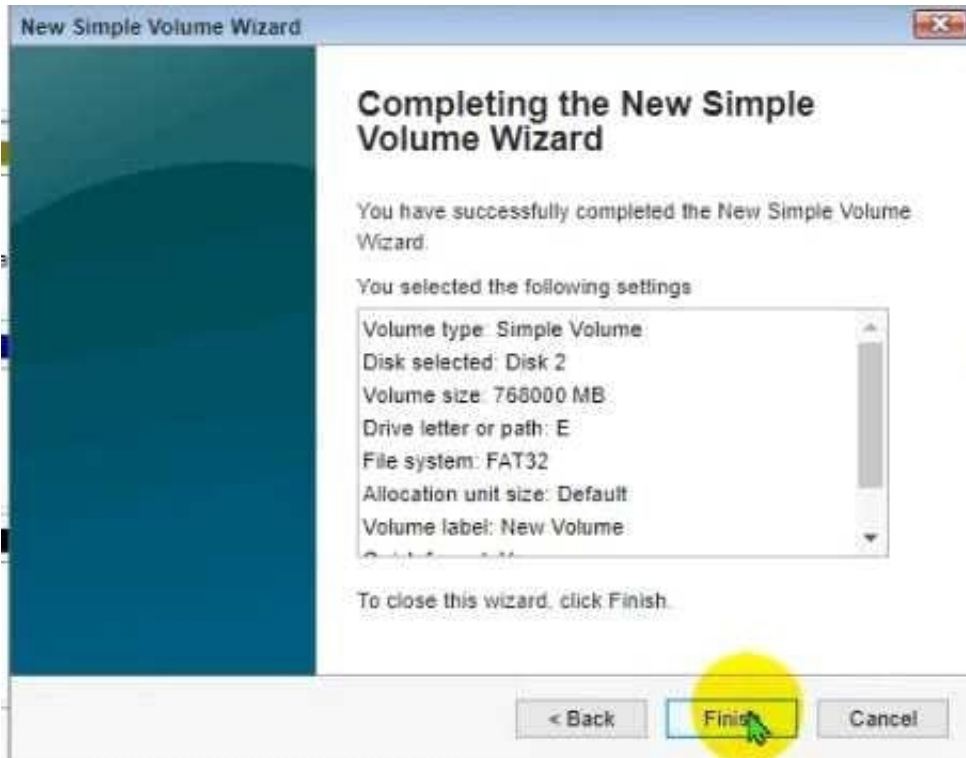 New Simple Volume Wizard
Completing the New Simple
Volume Wizard
You have successfully completed the New Simple Volume
Wizard.
You selected the following settings
Volume type: Simple Volume
Disk selected: Disk 2
Volume size: 768000 MB
Drive letter or path: E
File system: FAT32
Allocation unit size: Default
Volume label: New Volume
To close this wizard, click Finish.
< Back
Finish
Cancel